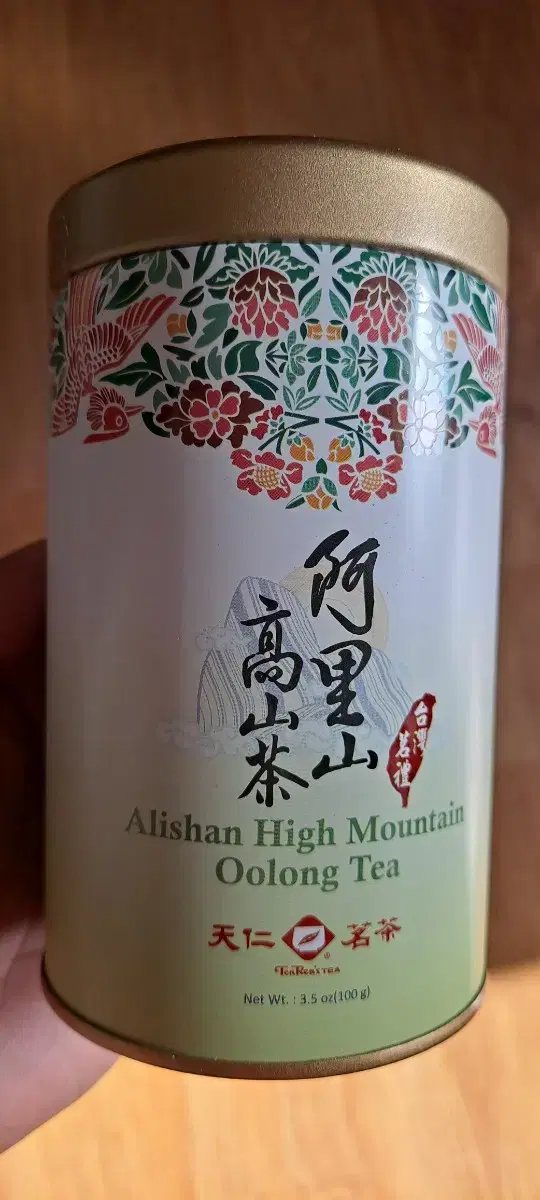 阿里山
高山茶
台灣
茗禮
Alishan High Mountain
Oolong Tea
天仁 茗茶
®
TenRen's TEA
Net Wt. : 3.5 oz(100 g)